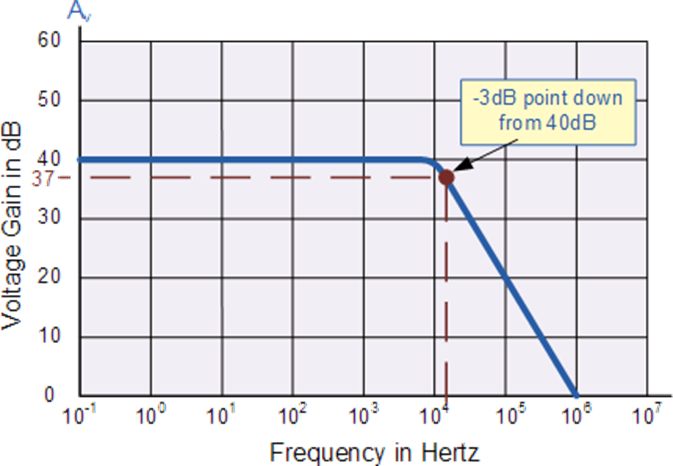 Aᵥ
60
50
40
37
30
20
10
0
Voltage Gain in dB
-3dB point down
from 40dB
10⁻¹ 10⁰ 10¹ 10² 10³ 10⁴ 10⁵ 10⁶ 10⁷
Frequency in Hertz